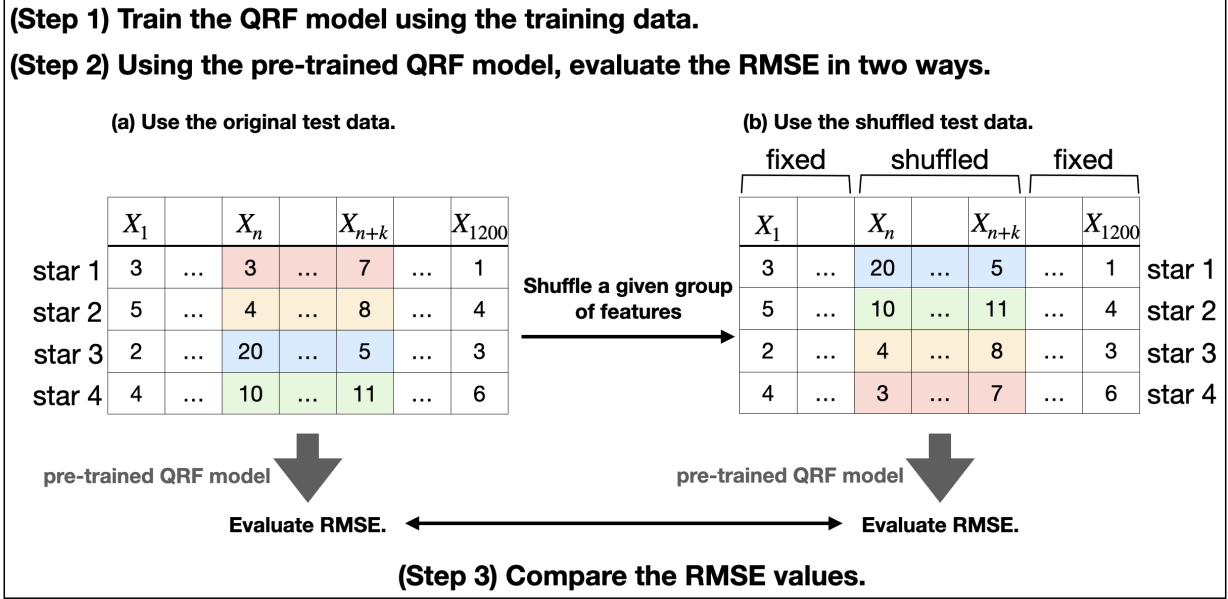 (Step 1) Train the QRF model using the training data.
(Step 2) Using the pre-trained QRF model, evaluate the RMSE in two ways.
(a) Use the original test data.
X₁ Xₙ Xₙ₊ₖ X₁₂₀₀
star 1 3 ... 3 ... 7 ... 1
star 2 5 ... 4 ... 8 ... 4
star 3 2 ... 20 ... 5 ... 3
star 4 4 ... 10 ... 11 ... 6
pre-trained QRF model
Evaluate RMSE.
Shuffle a given group
of features
(b) Use the shuffled test data.
fixed shuffled fixed
X₁ Xₙ Xₙ₊ₖ X₁₂₀₀
3 ... 20 ... 5 ... 1 star 1
5 ... 10 ... 11 ... 4 star 2
2 ... 4 ... 8 ... 3 star 3
4 ... 3 ... 7 ... 6 star 4
pre-trained QRF model
Evaluate RMSE.
(Step 3) Compare the RMSE values.